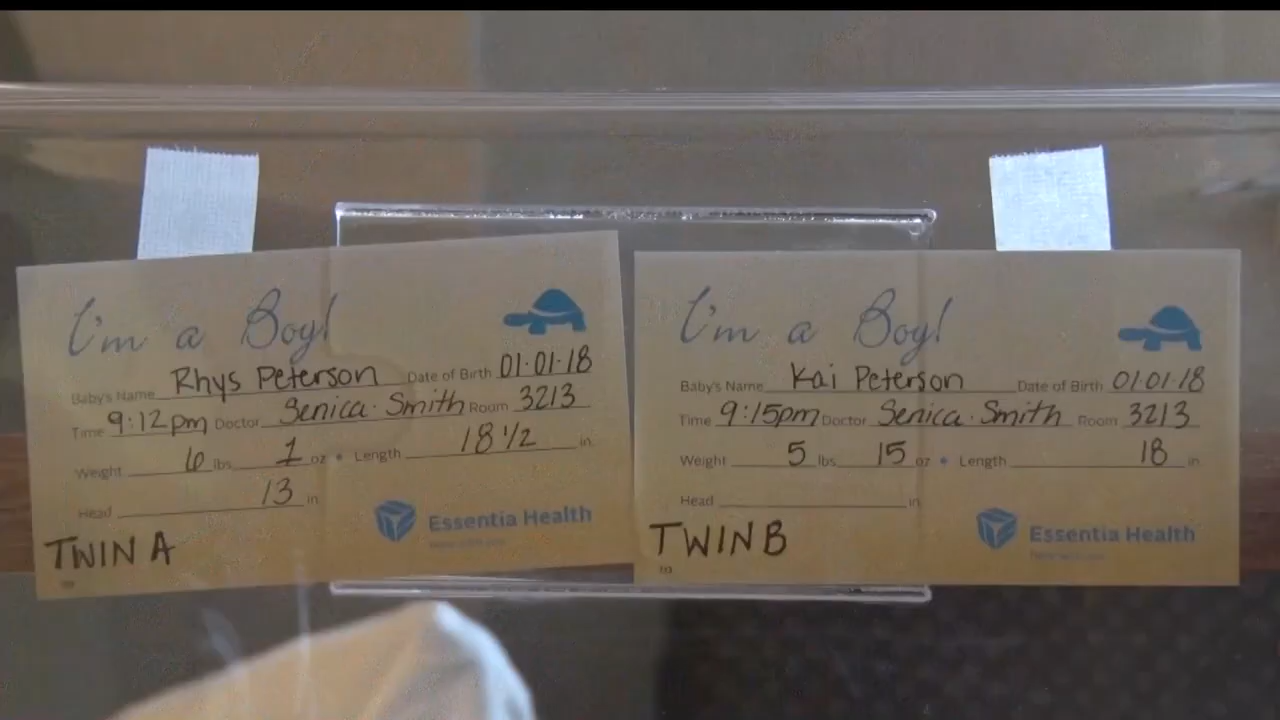 I'm a Boy!
Baby's Name Rhys Peterson Date of Birth 01·01·18
Time 9:12pm Doctor Senica·Smith Room 3213
Weight 6 lbs 1 oz • Length 18 1/2 in.
Head 13 in
Essentia Health
TWIN A
I'm a Boy!
Baby's Name Kai Peterson Date of Birth 01·01·18
Time 9:15pm Doctor Senica·Smith Room 3213
Weight 5 lbs 15 oz • Length 18 in.
Head in
Essentia Health
TWIN B